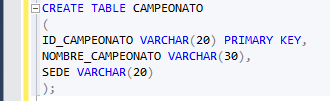 CREATE TABLE CAMPEONATO
(
ID_CAMPEONATO VARCHAR(20) PRIMARY KEY,
NOMBRE_CAMPEONATO VARCHAR(30),
SEDE VARCHAR(20)
);